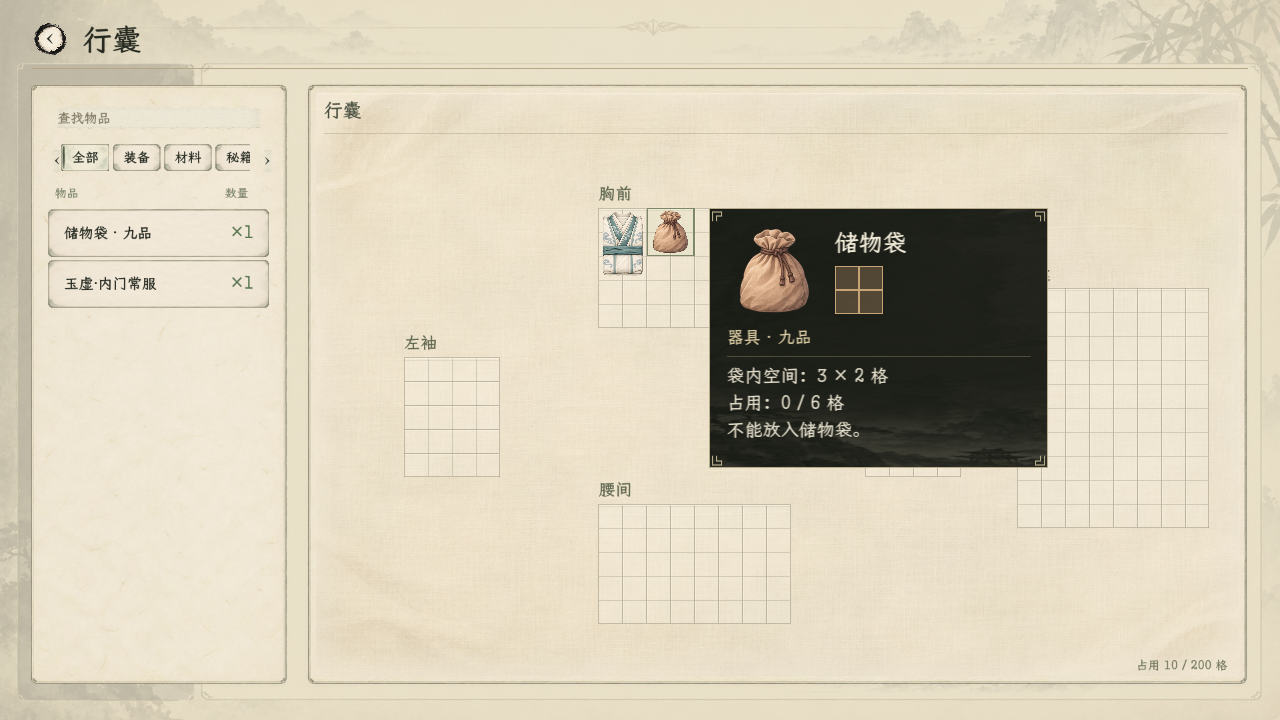 行囊
查找物品
全部 装备 材料 秘籍
物品 数量
储物袋 · 九品 ×1
玉虚·内门常服 ×1
行囊
胸前
左袖
腰间
储物袋
器具 · 九品
袋内空间: 3 × 2 格
占用: 0 / 6 格
不能放入储物袋。
占用 10 / 200 格